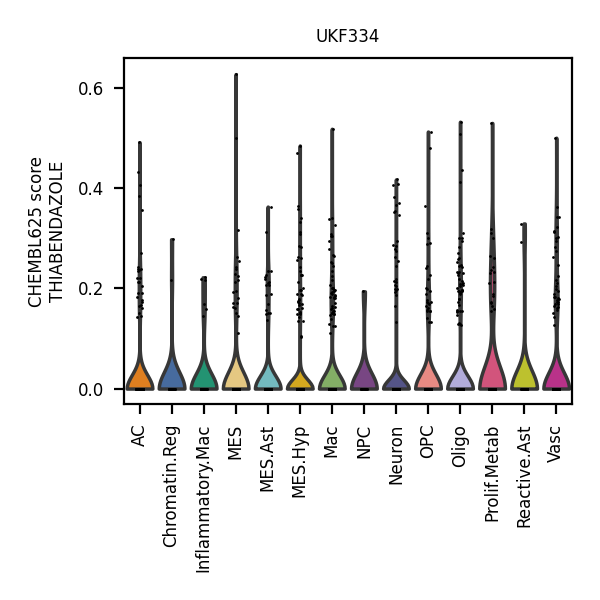 UKF334
CHEMBL625 score
THIABENDAZOLE
0.6
0.4
0.2
0.0
AC
Chromatin.Reg
Inflammatory.Mac
MES
MES.Ast
MES.Hyp
Mac
NPC
Neuron
OPC
Oligo
Prolif.Metab
Reactive.Ast
Vasc